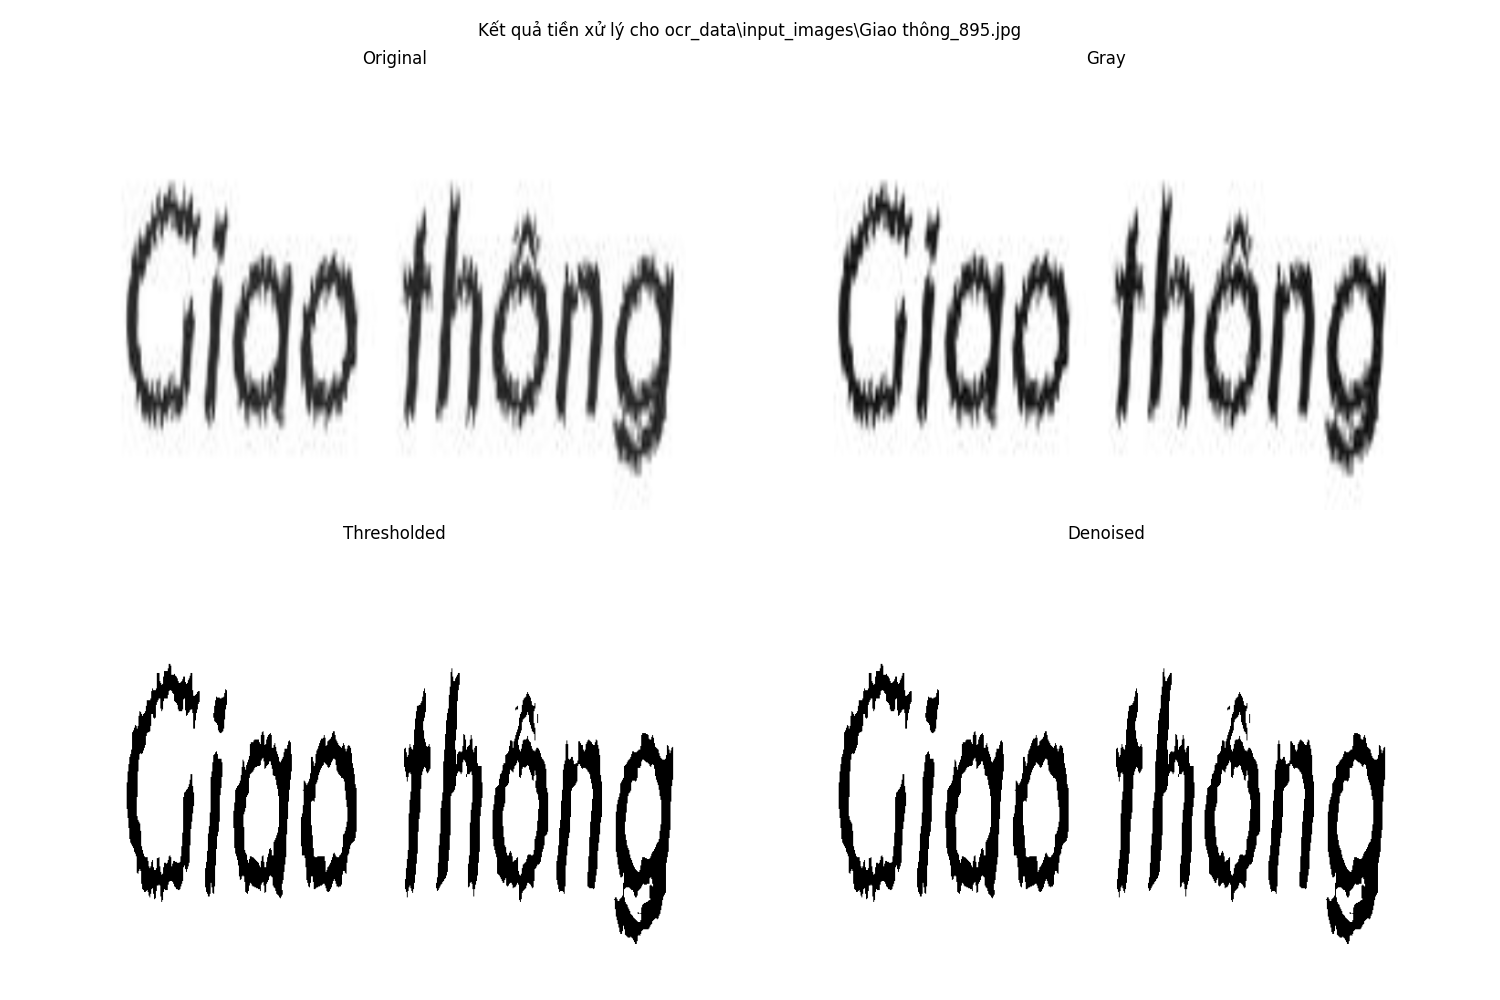 Kết quả tiền xử lý cho ocr_data\input_images\Giao thông_895.jpg
Original
Gray
Giao thông
Giao thông
Thresholded
Denoised
Giao thông
Giao thông